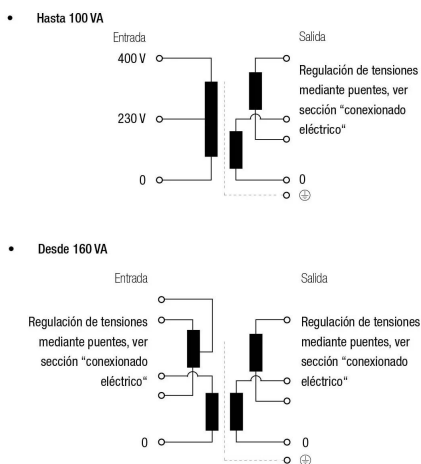 • Hasta 100 VA
Entrada
Salida
400 V
230 V
0
Regulación de tensiones
mediante puentes, ver
sección “conexionado
eléctrico“
0
• Desde 160 VA
Entrada
Salida
Regulación de tensiones
mediante puentes, ver
sección “conexionado
eléctrico“
0
Regulación de tensiones
mediante puentes, ver
sección “conexionado
eléctrico“
0